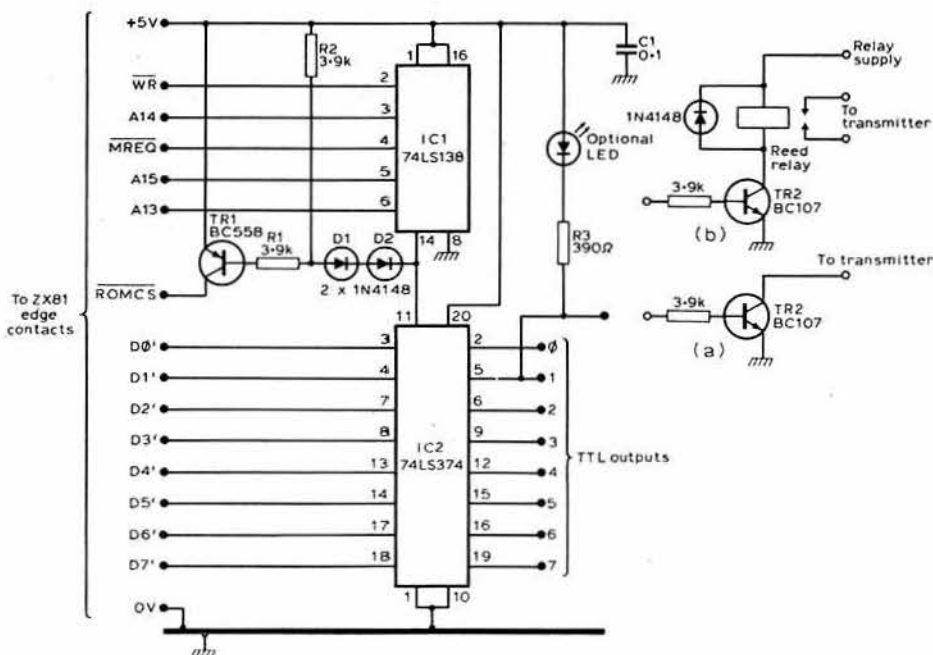 +5V
R2
3·9k
1
16
C1
0·1
Relay
supply
W̅R̅
2
A14
3
M̅R̅E̅Q̅
4
A15
5
A13
6
IC1
74LS138
Optional
LED
1N4148
To
transmitter
Reed
relay
3·9k
TR2
BC107
(b)
TR1
BC558
R1
3·9k
D1
D2
2 x 1N4148
14
8
R3
390Ω
R̅O̅M̅C̅S̅
To ZX81
edge
contacts
11
20
To transmitter
3·9k
TR2
BC107
(a)
DØ'
3
2
Ø
D1'
4
5
1
D2'
7
6
2
D3'
8
9
3
IC2
74LS374
TTL outputs
D4'
13
12
4
D5'
14
15
5
D6'
17
16
6
D7'
18
19
7
1
10
0V